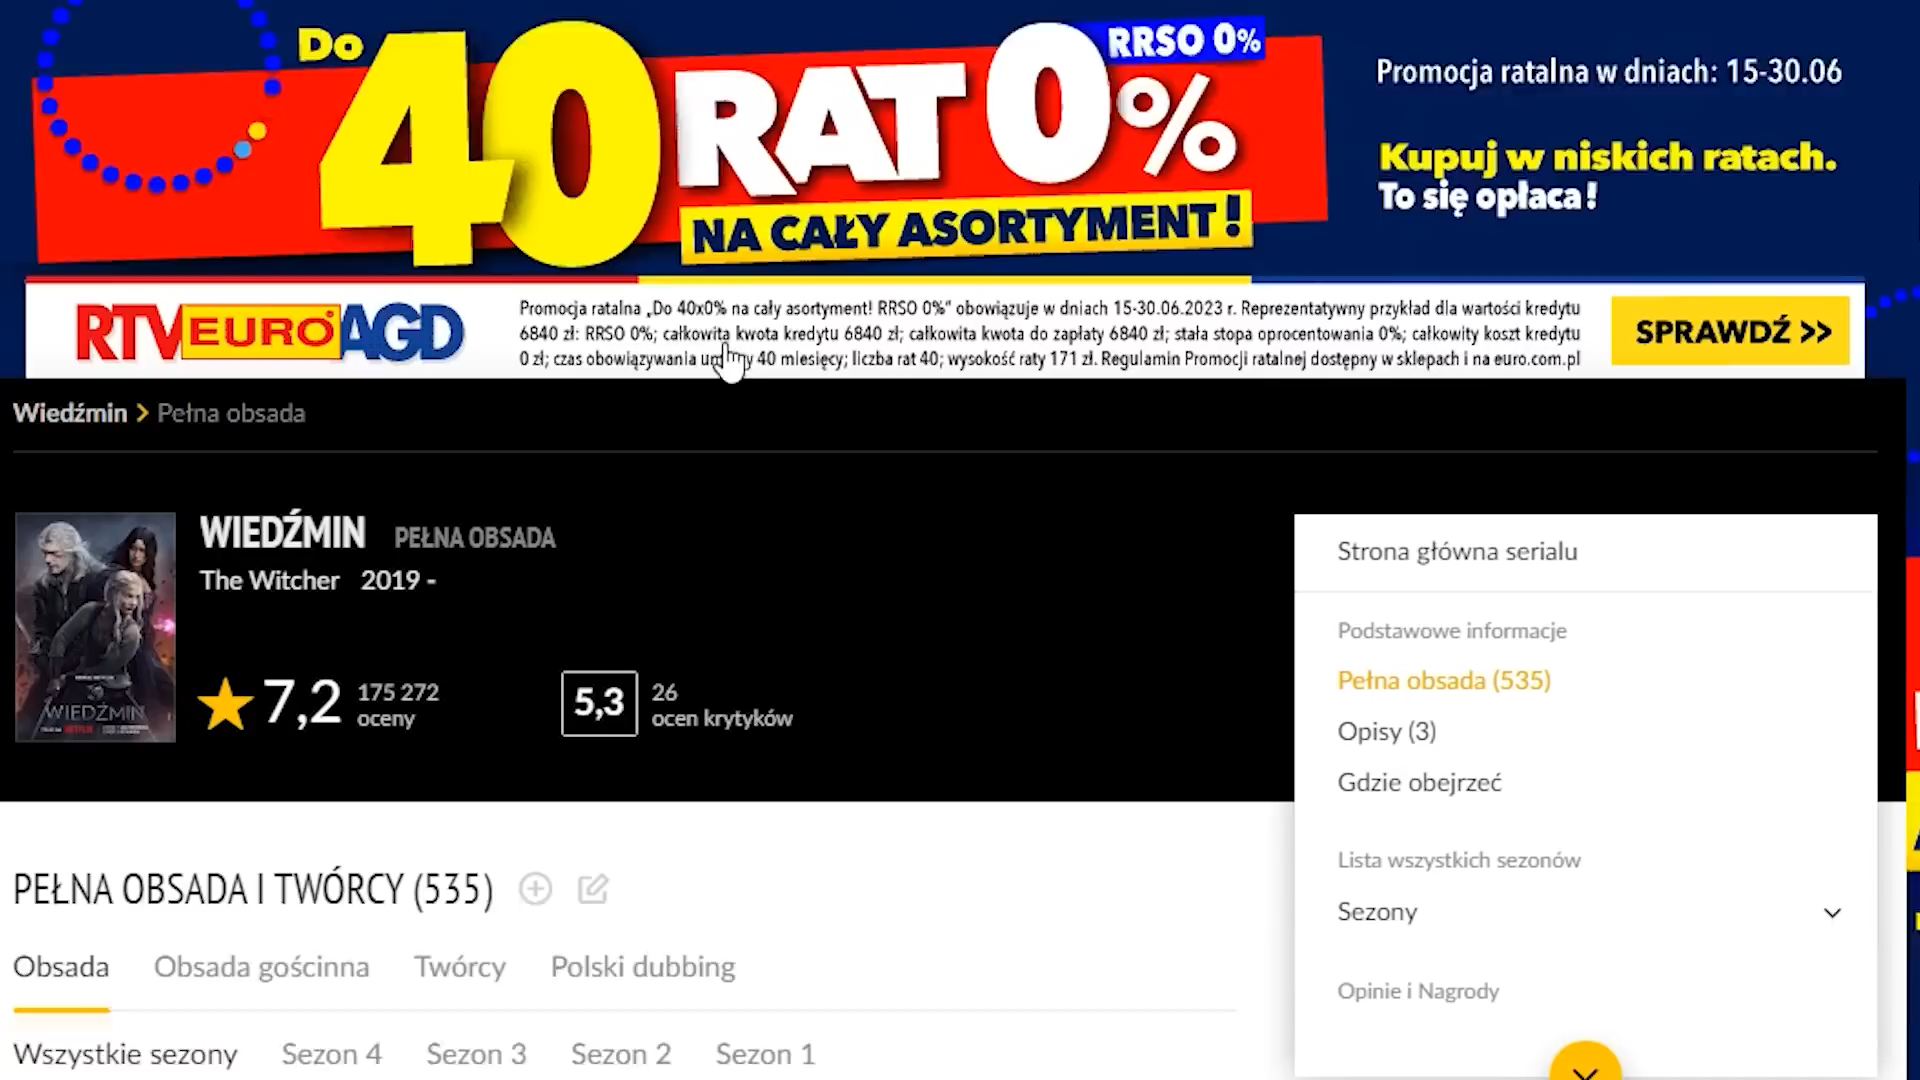 Do 40 RAT 0% RRSO 0%
NA CAŁY ASORTYMENT!
Promocja ratalna w dniach: 15-30.06
Kupuj w niskich ratach.
To się opłaca!
RTV EURO AGD
Promocja ratalna „Do 40x0% na cały asortyment! RRSO 0%" obowiązuje w dniach 15-30.06.2023 r. Reprezentatywny przykład dla wartości kredytu
6840 zł: RRSO 0%; całkowita kwota kredytu 6840 zł; całkowita kwota do zapłaty 6840 zł; stała stopa oprocentowania 0%; całkowity koszt kredytu
0 zł; czas obowiązywania 40 miesięcy; liczba rat 40; wysokość raty 171 zł. Regulamin Promocji ratalnej dostępny w sklepach i na euro.com.pl
SPRAWDŹ >>
Wiedźmin > Pełna obsada
WIEDŹMIN PEŁNA OBSADA
The Witcher 2019 -
WIEDŹMIN
7,2 175 272 oceny
5,3 26 ocen krytyków
Strona główna serialu
Podstawowe informacje
Pełna obsada (535)
Opisy (3)
Gdzie obejrzeć
Lista wszystkich sezonów
Sezony
Opinie i Nagrody
PEŁNA OBSADA I TWÓRCY (535)
Obsada Obsada gościnna Twórcy Polski dubbing
Wszystkie sezony Sezon 4 Sezon 3 Sezon 2 Sezon 1